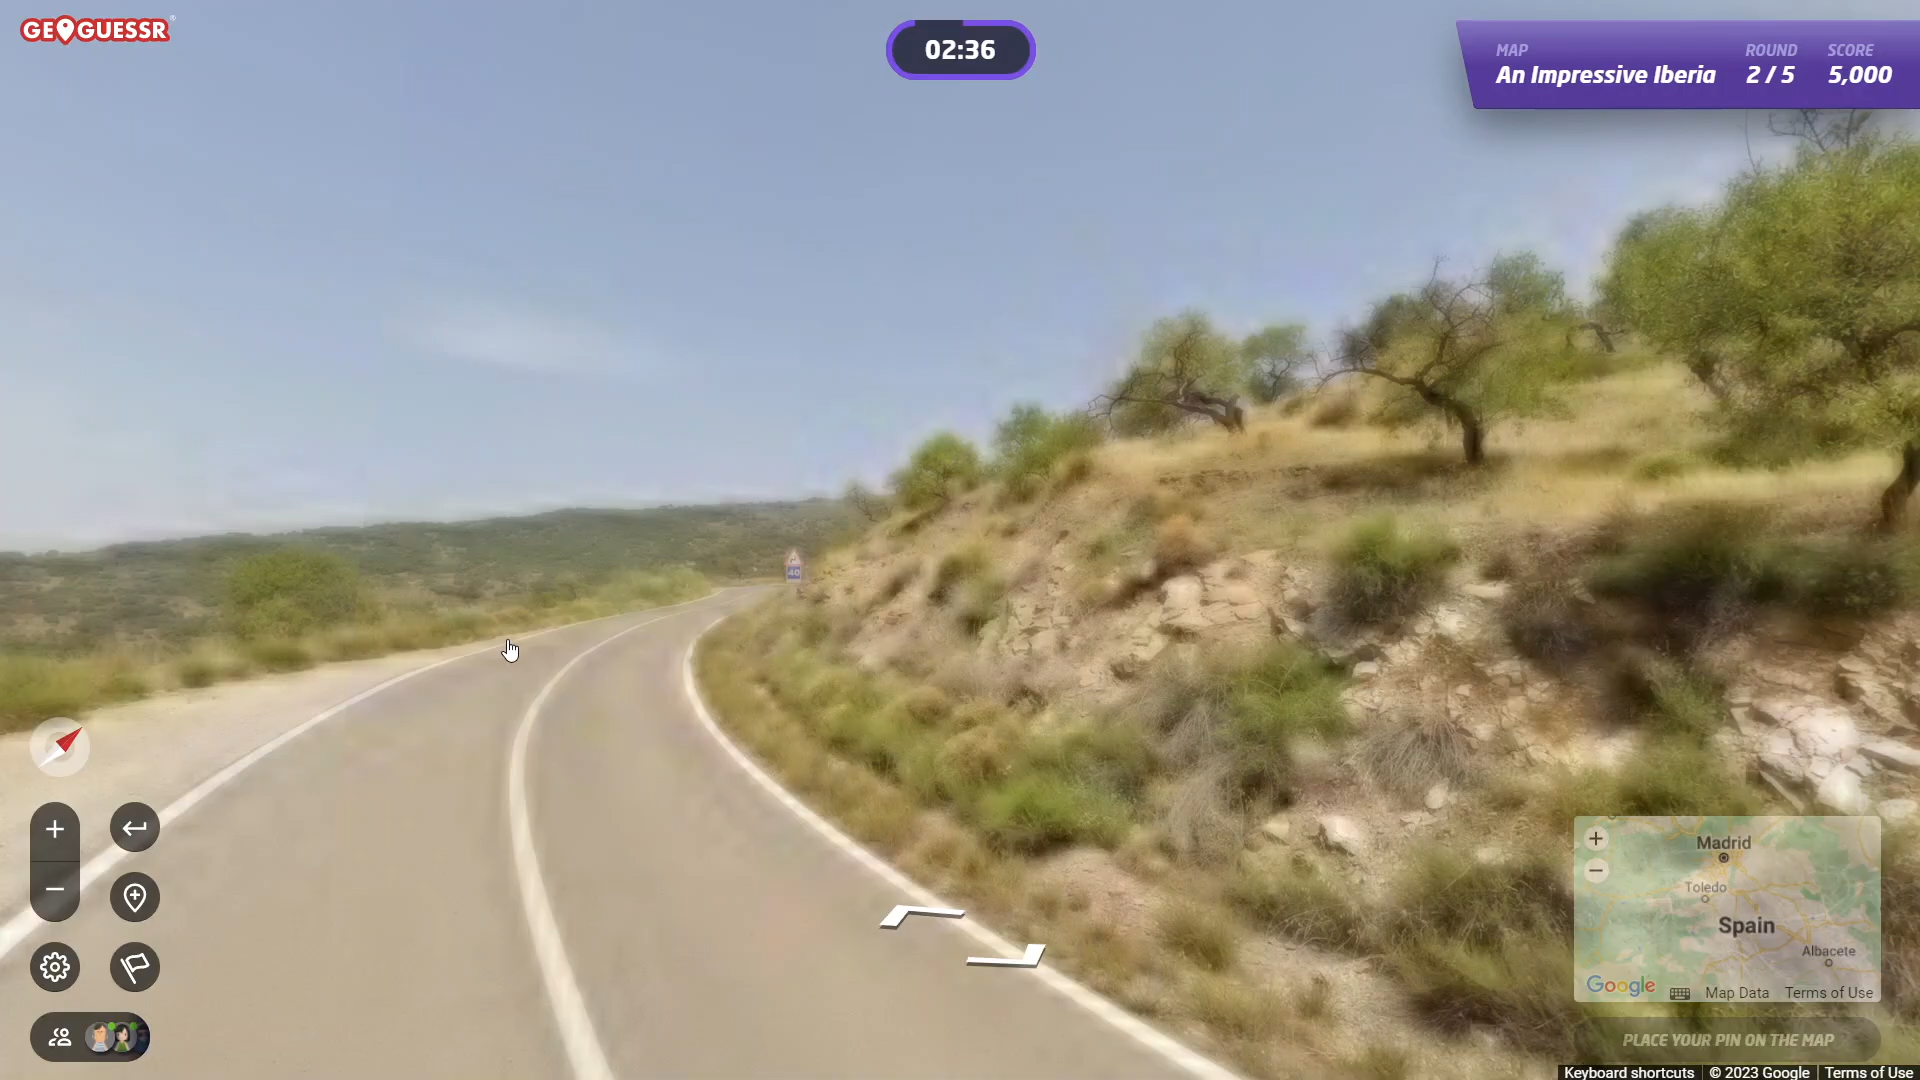 GEOGUESSR
02:36
MAP
An Impressive Iberia
ROUND
2 / 5
SCORE
5,000
40
Madrid
Toledo
Spain
Albacete
Google
Map Data
Terms of Use
PLACE YOUR PIN ON THE MAP
Keyboard shortcuts
© 2023 Google
Terms of Use